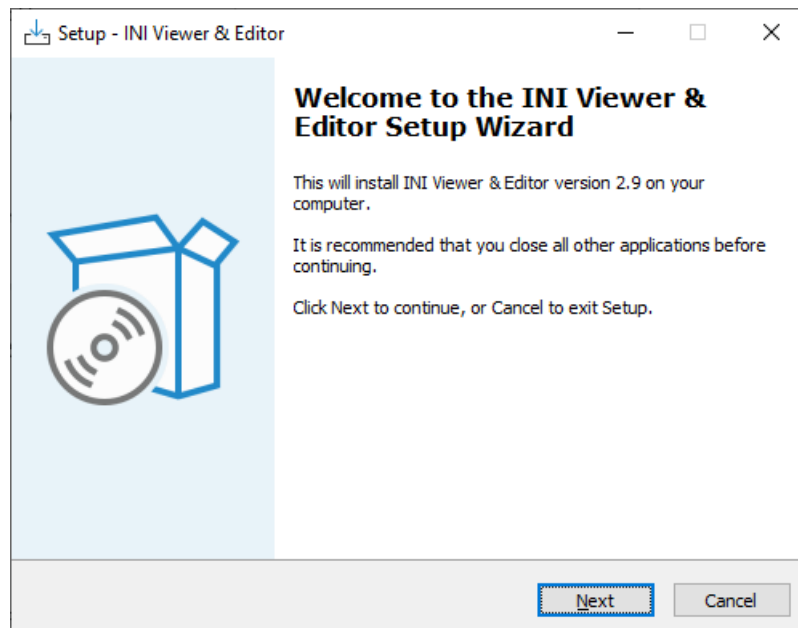 Setup - INI Viewer & Editor
Welcome to the INI Viewer &
Editor Setup Wizard
This will install INI Viewer & Editor version 2.9 on your
computer.
It is recommended that you close all other applications before
continuing.
Click Next to continue, or Cancel to exit Setup.
Next
Cancel